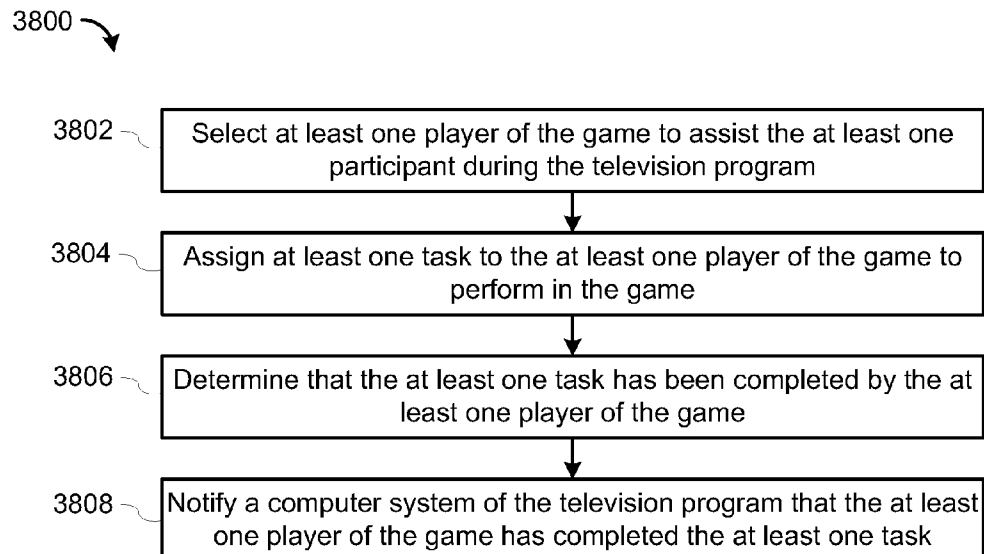 3800
3802
Select at least one player of the game to assist the at least one
participant during the television program
3804
Assign at least one task to the at least one player of the game to
perform in the game
3806
Determine that the at least one task has been completed by the at
least one player of the game
3808
Notify a computer system of the television program that the at least
one player of the game has completed the at least one task